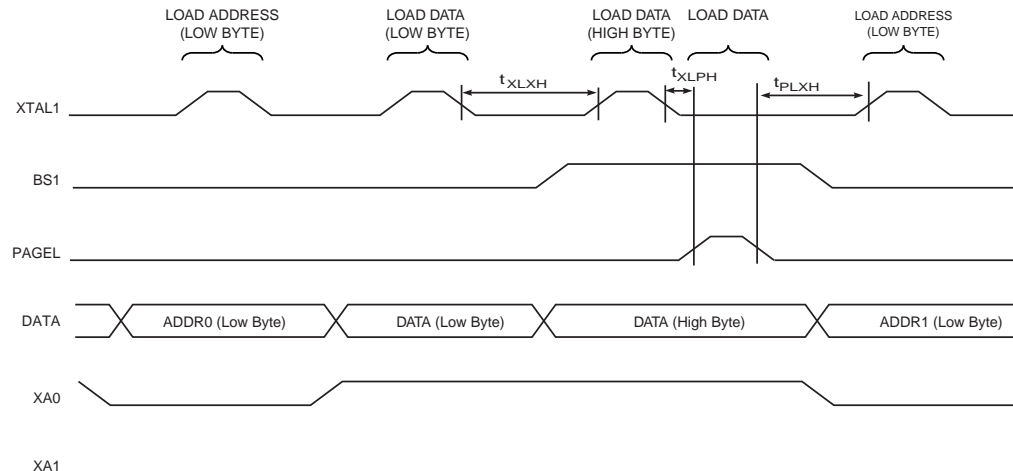 LOAD ADDRESS
(LOW BYTE)
LOAD DATA
(LOW BYTE)
LOAD DATA
(HIGH BYTE)
LOAD DATA
LOAD ADDRESS
(LOW BYTE)
tXLXH
tXLPH
tPLXH
XTAL1
BS1
PAGEL
DATA
ADDR0 (Low Byte)
DATA (Low Byte)
DATA (High Byte)
ADDR1 (Low Byte)
XA0
XA1